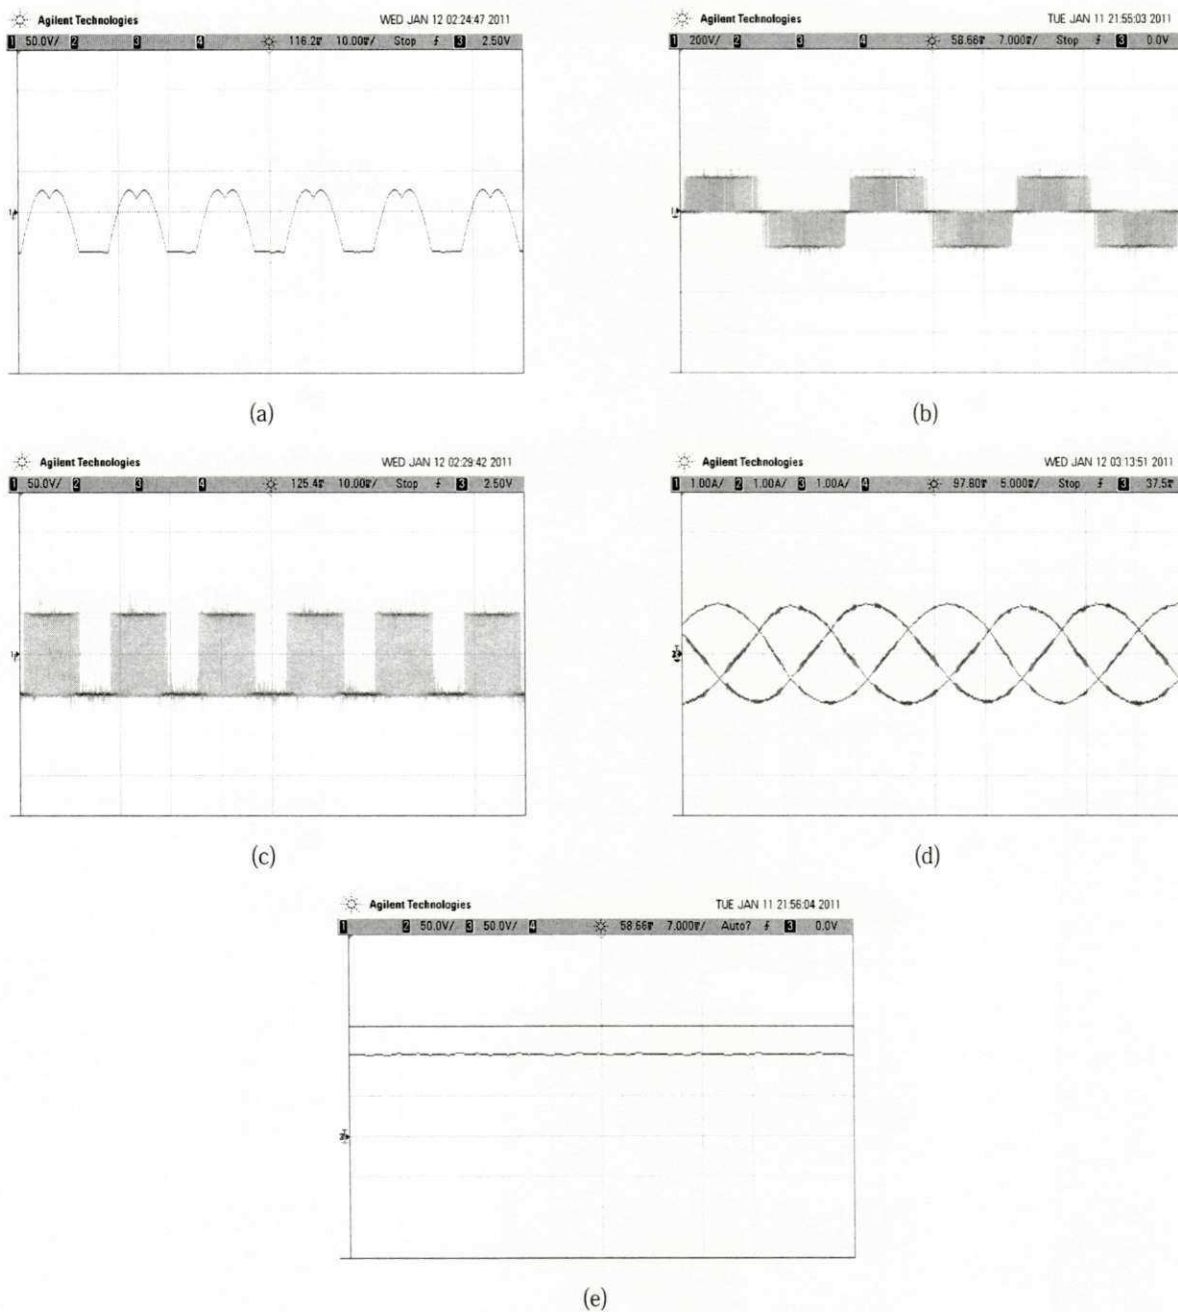 Agilent Technologies WED JAN 12 02:24:47 2011
1 50.0V/ 2 3 4 116.2 10.00 / Stop 3 2.50V
(a)
Agilent Technologies TUE JAN 11 21:55:03 2011
1 200V/ 2 3 4 58.66 7.000 / Stop 3 0.0V
(b)
Agilent Technologies WED JAN 12 02:29:42 2011
1 50.0V/ 2 3 4 125.4 10.00 / Stop 3 2.50V
(c)
Agilent Technologies WED JAN 12 03:13:51 2011
1 1.00A/ 2 1.00A/ 3 1.00A/ 4 97.80 5.000 / Stop 3 37.5
(d)
Agilent Technologies TUE JAN 11 21:56:04 2011
1 2 50.0V/ 3 50.0V/ 4 58.66 7.000 / Auto? 3 0.0V
(e)